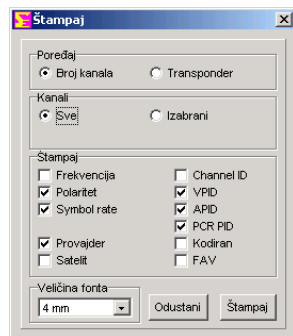 Štampaj
Poređaj
Broj kanala Transponder
Kanali
Sve Izabrani
Štampaj
Frekvencija Channel ID
Polaritet VPID
Symbol rate APID
PCR PID
Provajder Kodiran
Satelit FAV
Veličina fonta
4 mm Odustani Štampaj